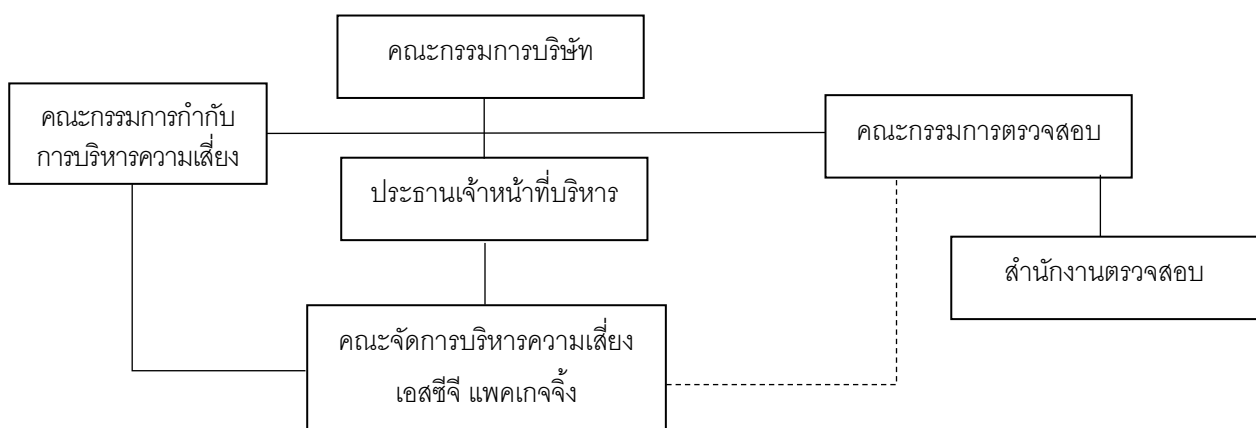 คณะกรรมการบริษัท
คณะกรรมการกำกับ
การบริหารความเสี่ยง
คณะกรรมการตรวจสอบ
ประธานเจ้าหน้าที่บริหาร
สำนักงานตรวจสอบ
คณะจัดการบริหารความเสี่ยง
เอสซีจี แพคเกจจิ้ง